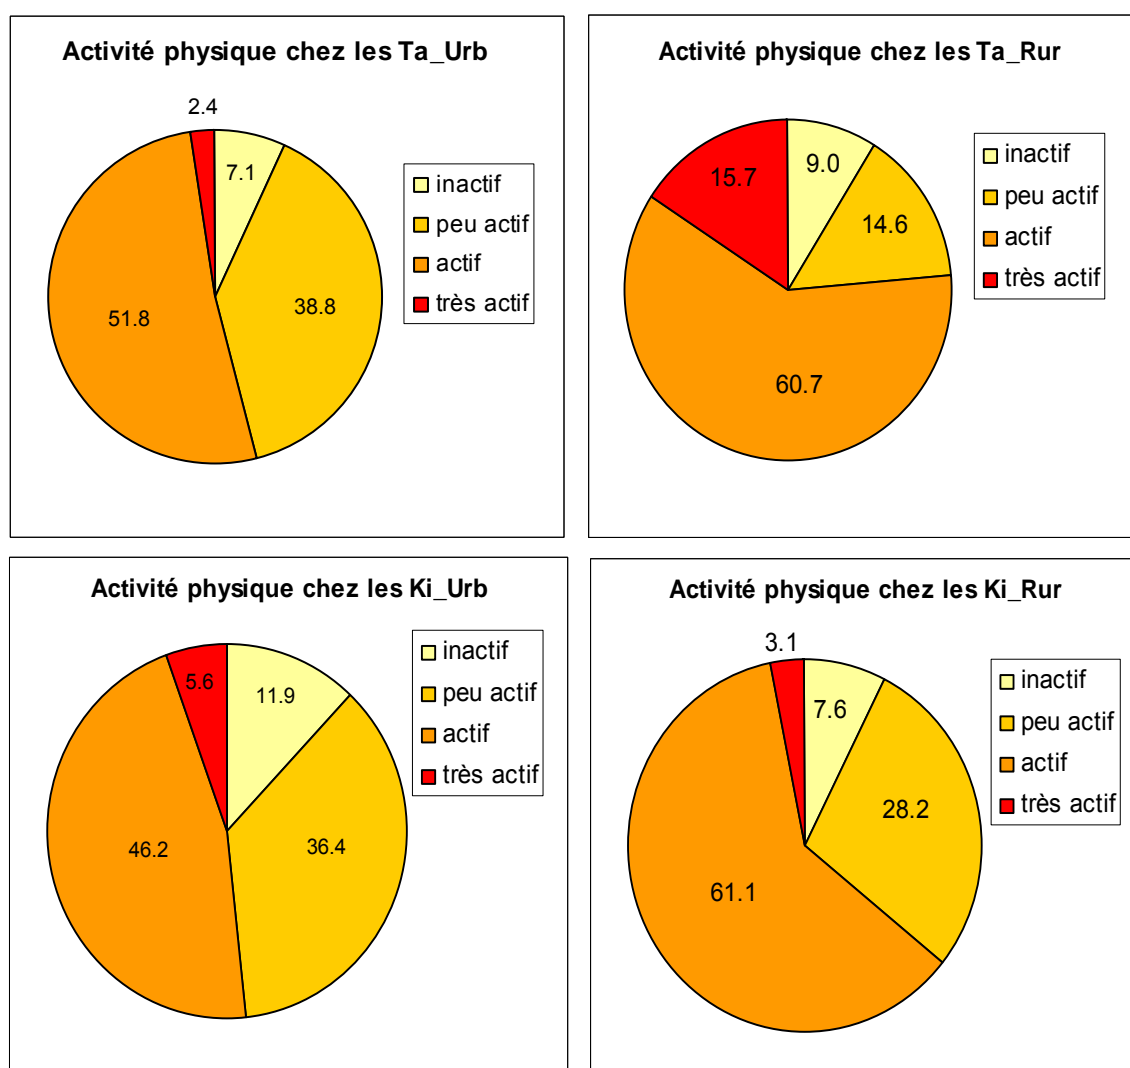 Activité physique chez les Ta_Urb
2.4
7.1
38.8
51.8
inactif
peu actif
actif
très actif
Activité physique chez les Ta_Rur
15.7
9.0
14.6
60.7
inactif
peu actif
actif
très actif
Activité physique chez les Ki_Urb
5.6
11.9
46.2
36.4
inactif
peu actif
actif
très actif
Activité physique chez les Ki_Rur
3.1
7.6
28.2
61.1
inactif
peu actif
actif
très actif